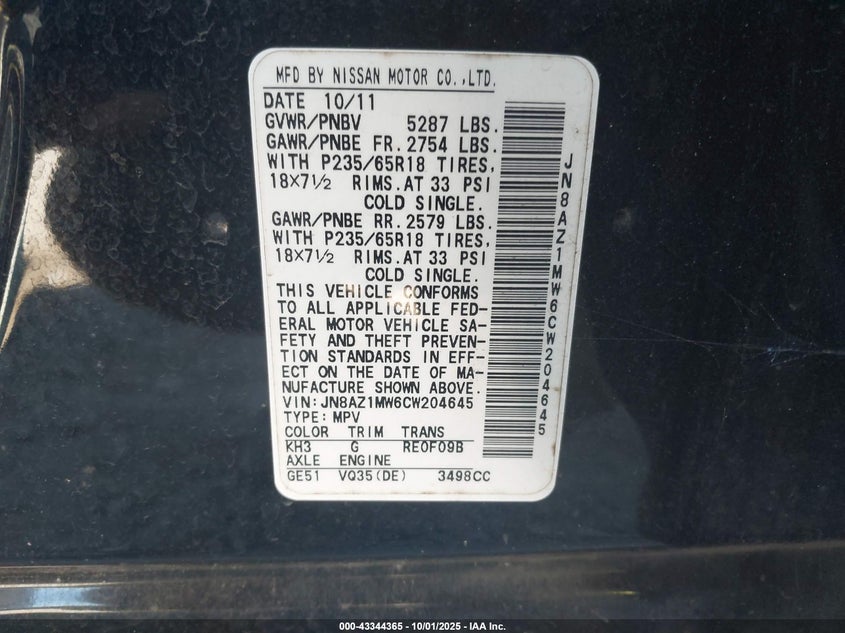 MFD BY NISSAN MOTOR CO.,LTD.
DATE 10/11
GVWR/PNBV 5287 LBS.
GAWR/PNBE FR. 2754 LBS.
WITH P235/65R18 TIRES,
18×7½ RIMS. AT 33 PSI
COLD SINGLE.
GAWR/PNBE RR. 2579 LBS.
WITH P235/65R18 TIRES,
18×7½ RIMS. AT 33 PSI
COLD SINGLE.
THIS VEHICLE CONFORMS
TO ALL APPLICABLE FED-
ERAL MOTOR VEHICLE SA-
FETY AND THEFT PREVEN-
TION STANDARDS IN EFF-
ECT ON THE DATE OF MA-
NUFACTURE SHOWN ABOVE.
VIN:JN8AZ1MW6CW204645
TYPE:MPV
COLOR TRIM TRANS
KH3 G RE0F09B
AXLE ENGINE
GE51 VQ35(DE) 3498CC
JN8AZ1MW6CW204645
000-43344365 - 10/01/2025 - IAA Inc.